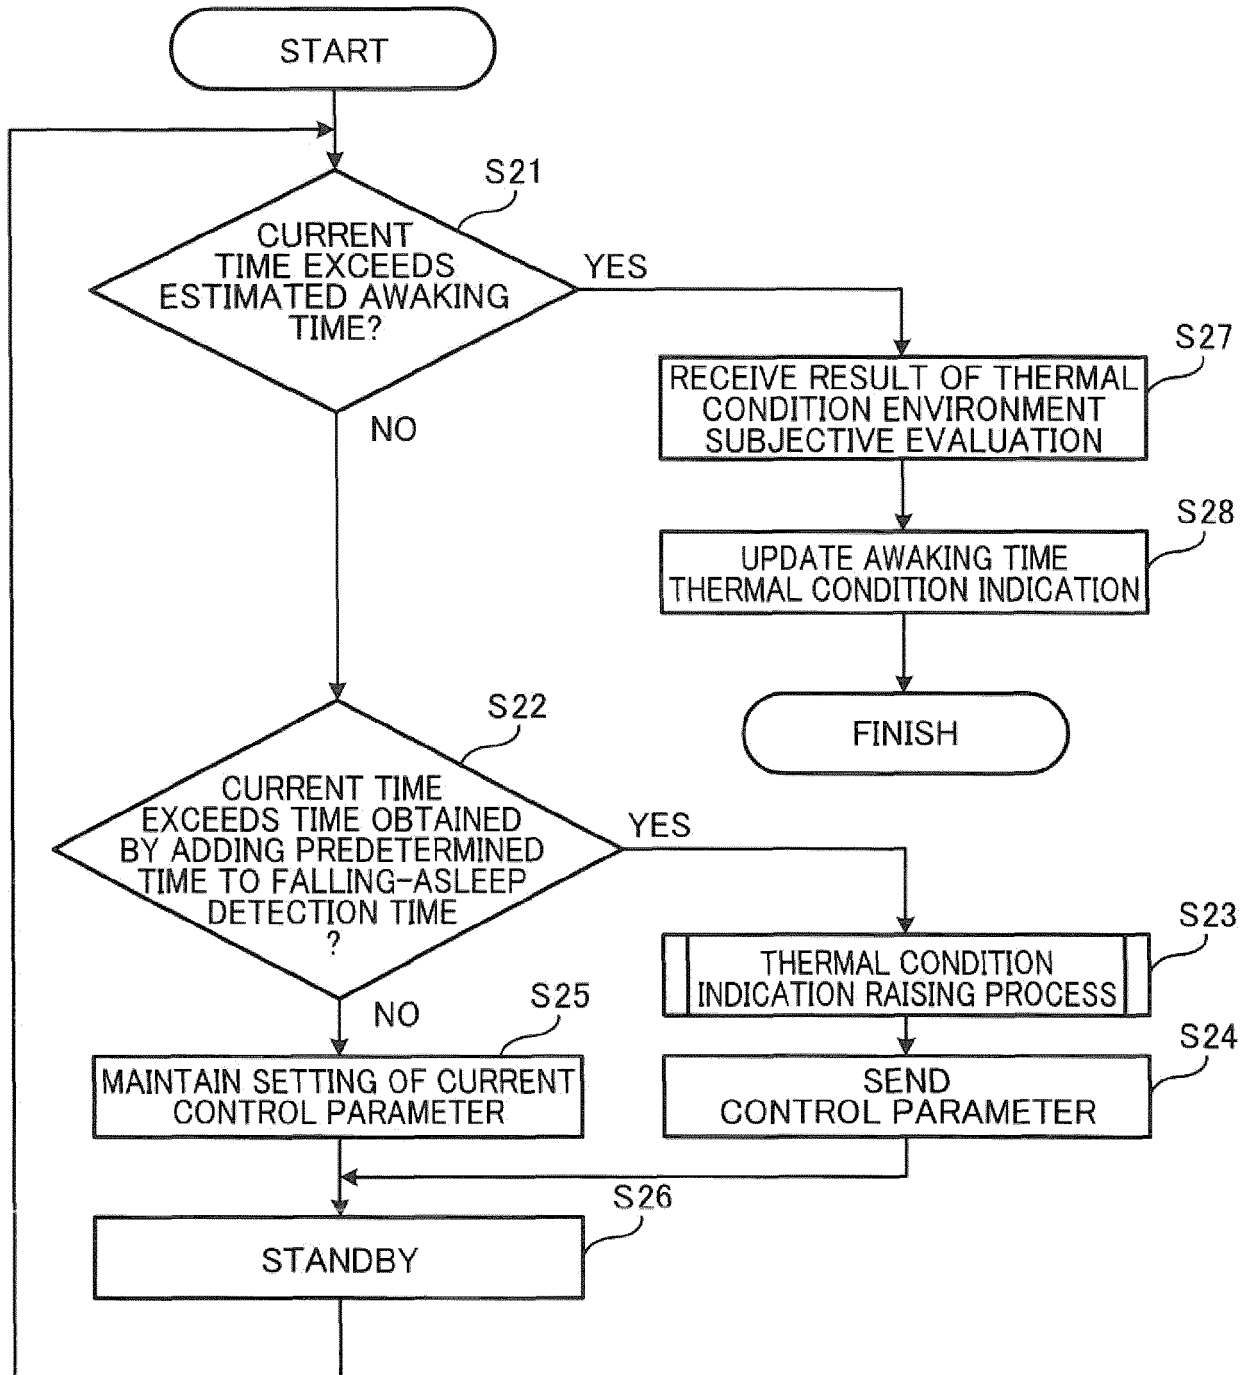 START
S21
CURRENT
TIME EXCEEDS
ESTIMATED AWAKING
TIME?
YES
NO
S27
RECEIVE RESULT OF THERMAL
CONDITION ENVIRONMENT
SUBJECTIVE EVALUATION
S28
UPDATE AWAKING TIME
THERMAL CONDITION INDICATION
FINISH
S22
CURRENT TIME
EXCEEDS TIME OBTAINED
BY ADDING PREDETERMINED
TIME TO FALLING-ASLEEP
DETECTION TIME
?
YES
NO
S23
THERMAL CONDITION
INDICATION RAISING PROCESS
S24
SEND
CONTROL PARAMETER
S25
MAINTAIN SETTING OF CURRENT
CONTROL PARAMETER
S26
STANDBY